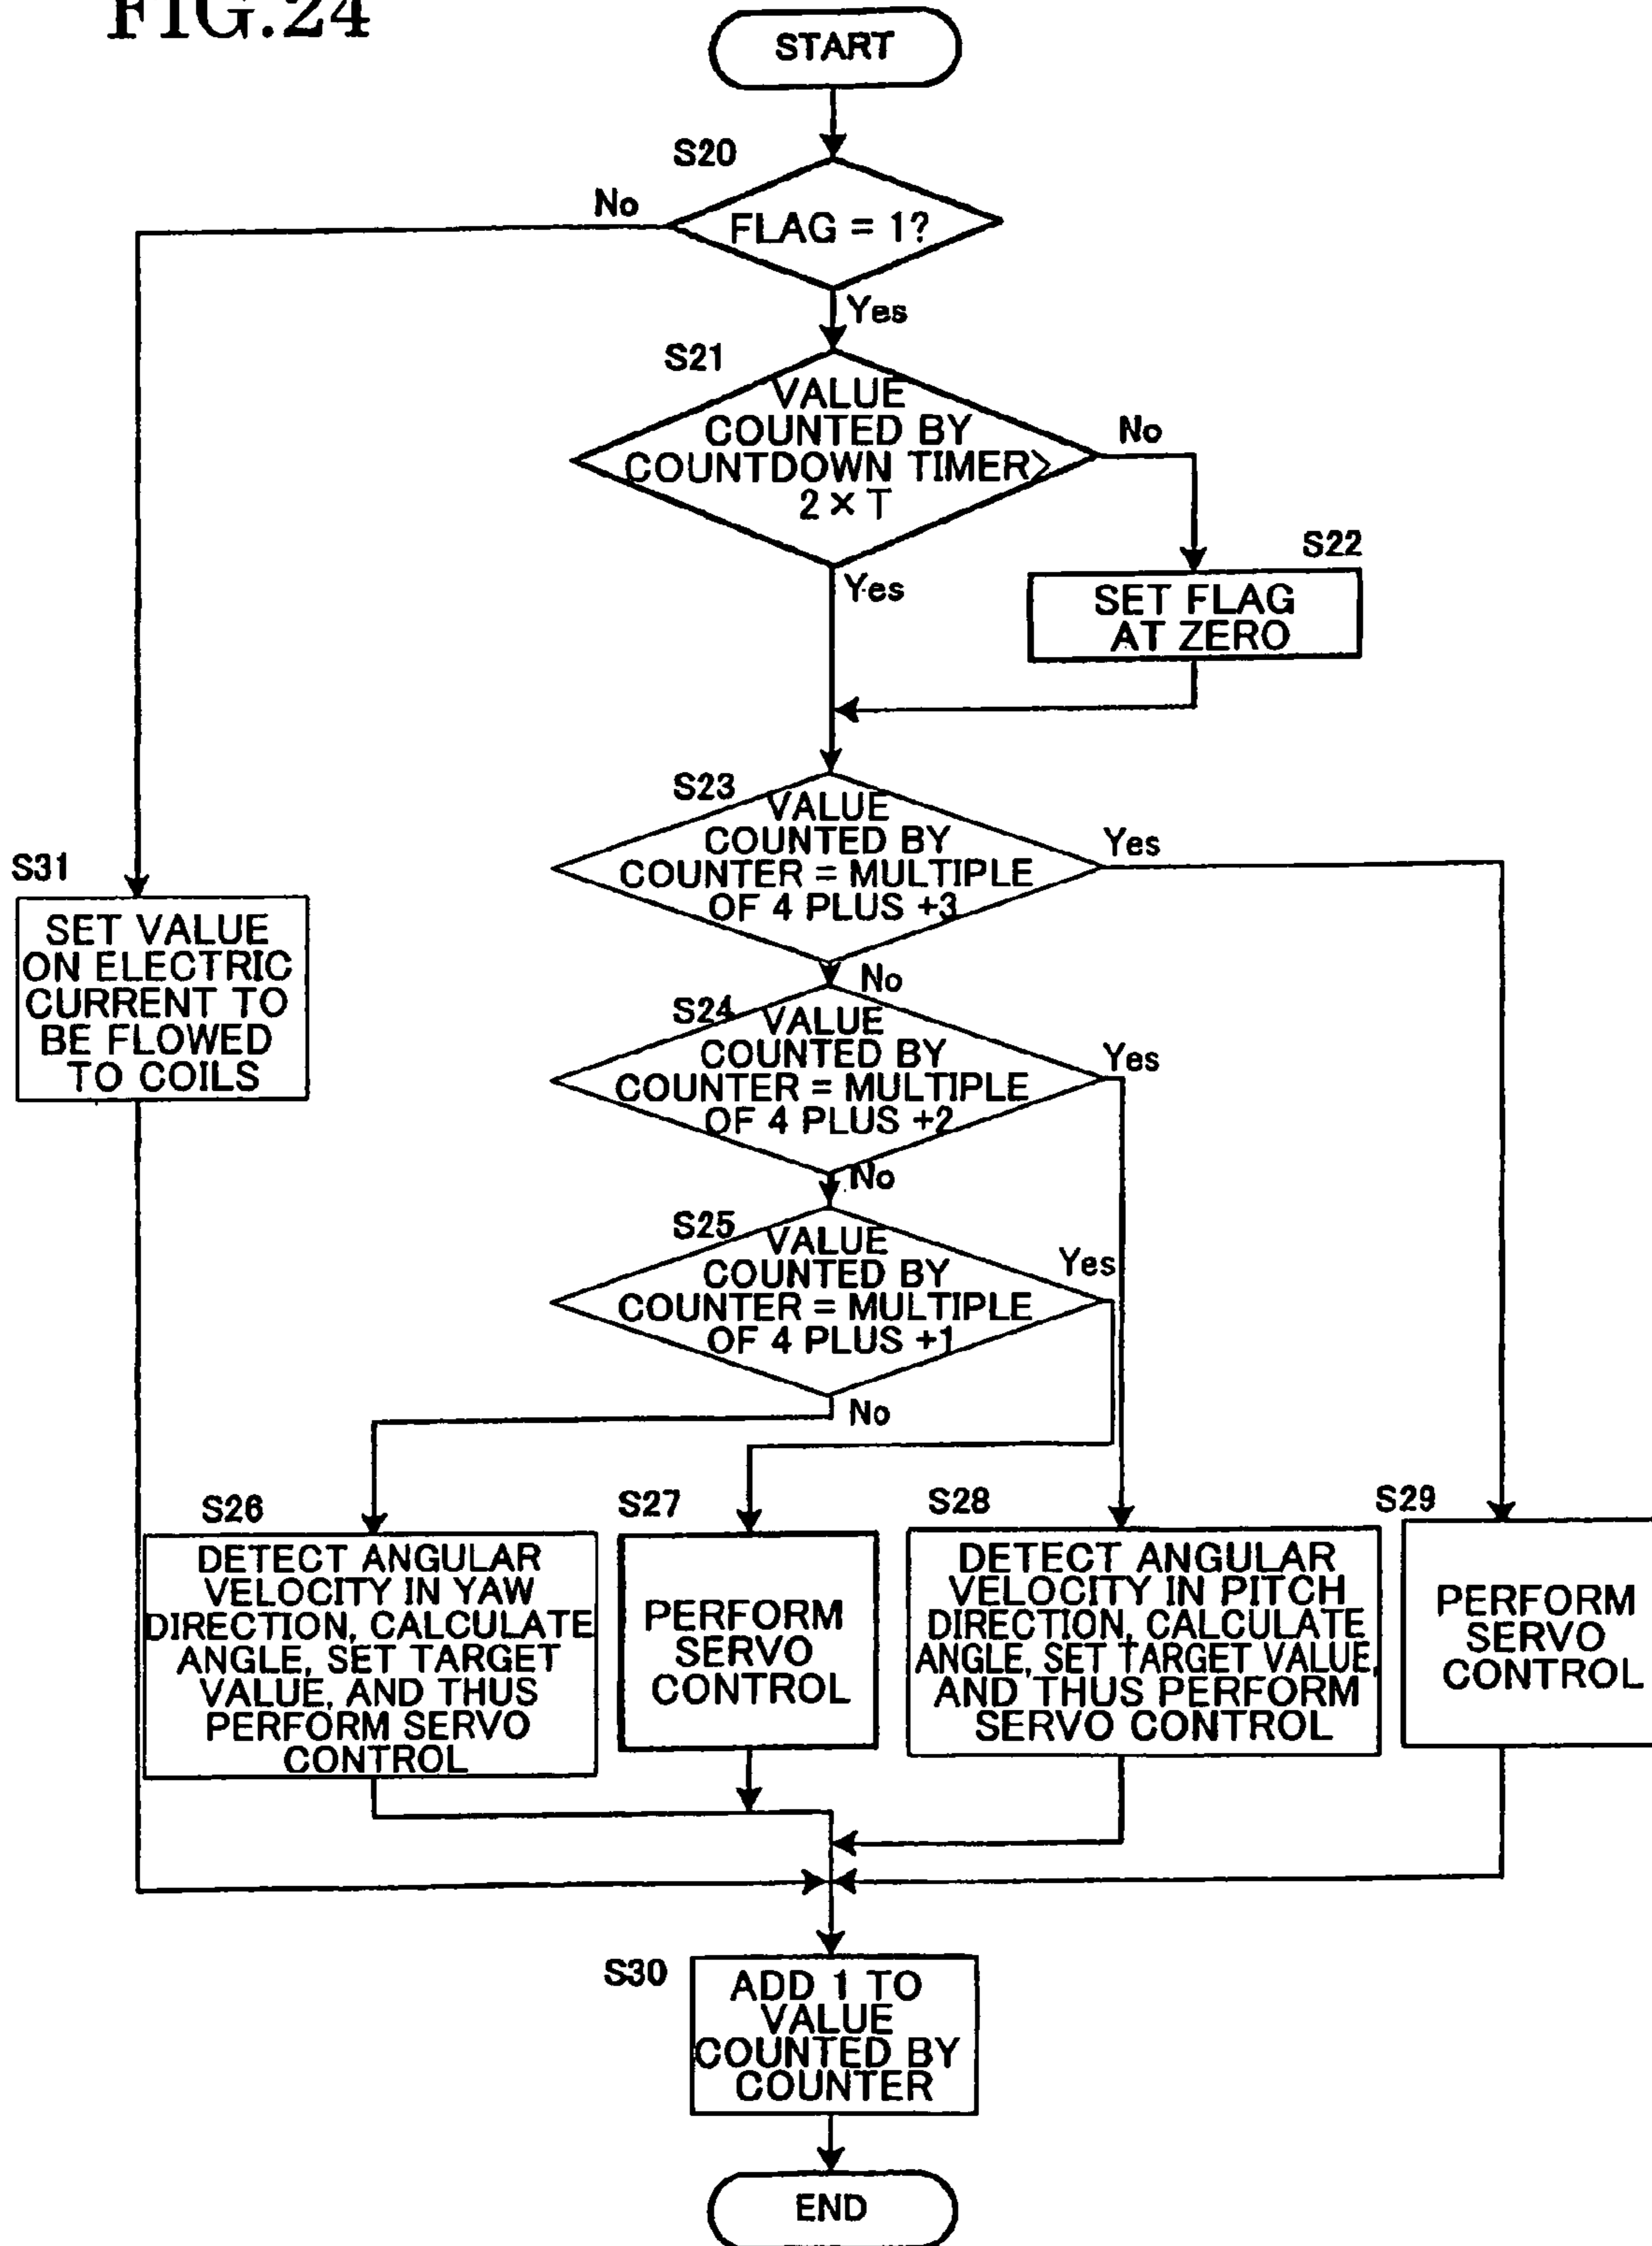 FIG.24
START
S20
No
FLAG = 1?
Yes
S21
VALUE
COUNTED BY
COUNTDOWN TIMER>
2 × T
No
Yes
S22
SET FLAG
AT ZERO
S23
VALUE
COUNTED BY
COUNTER = MULTIPLE
OF 4 PLUS +3
Yes
No
S31
SET VALUE
ON ELECTRIC
CURRENT TO
BE FLOWED
TO COILS
S24
VALUE
COUNTED BY
COUNTER = MULTIPLE
OF 4 PLUS +2
Yes
No
S25
VALUE
COUNTED BY
COUNTER = MULTIPLE
OF 4 PLUS +1
Yes
No
S26
DETECT ANGULAR
VELOCITY IN YAW
DIRECTION, CALCULATE
ANGLE, SET TARGET
VALUE, AND THUS
PERFORM SERVO
CONTROL
S27
PERFORM
SERVO
CONTROL
S28
DETECT ANGULAR
VELOCITY IN PITCH
DIRECTION, CALCULATE
ANGLE, SET TARGET VALUE,
AND THUS PERFORM
SERVO CONTROL
S29
PERFORM
SERVO
CONTROL
S30
ADD 1 TO
VALUE
COUNTED BY
COUNTER
END